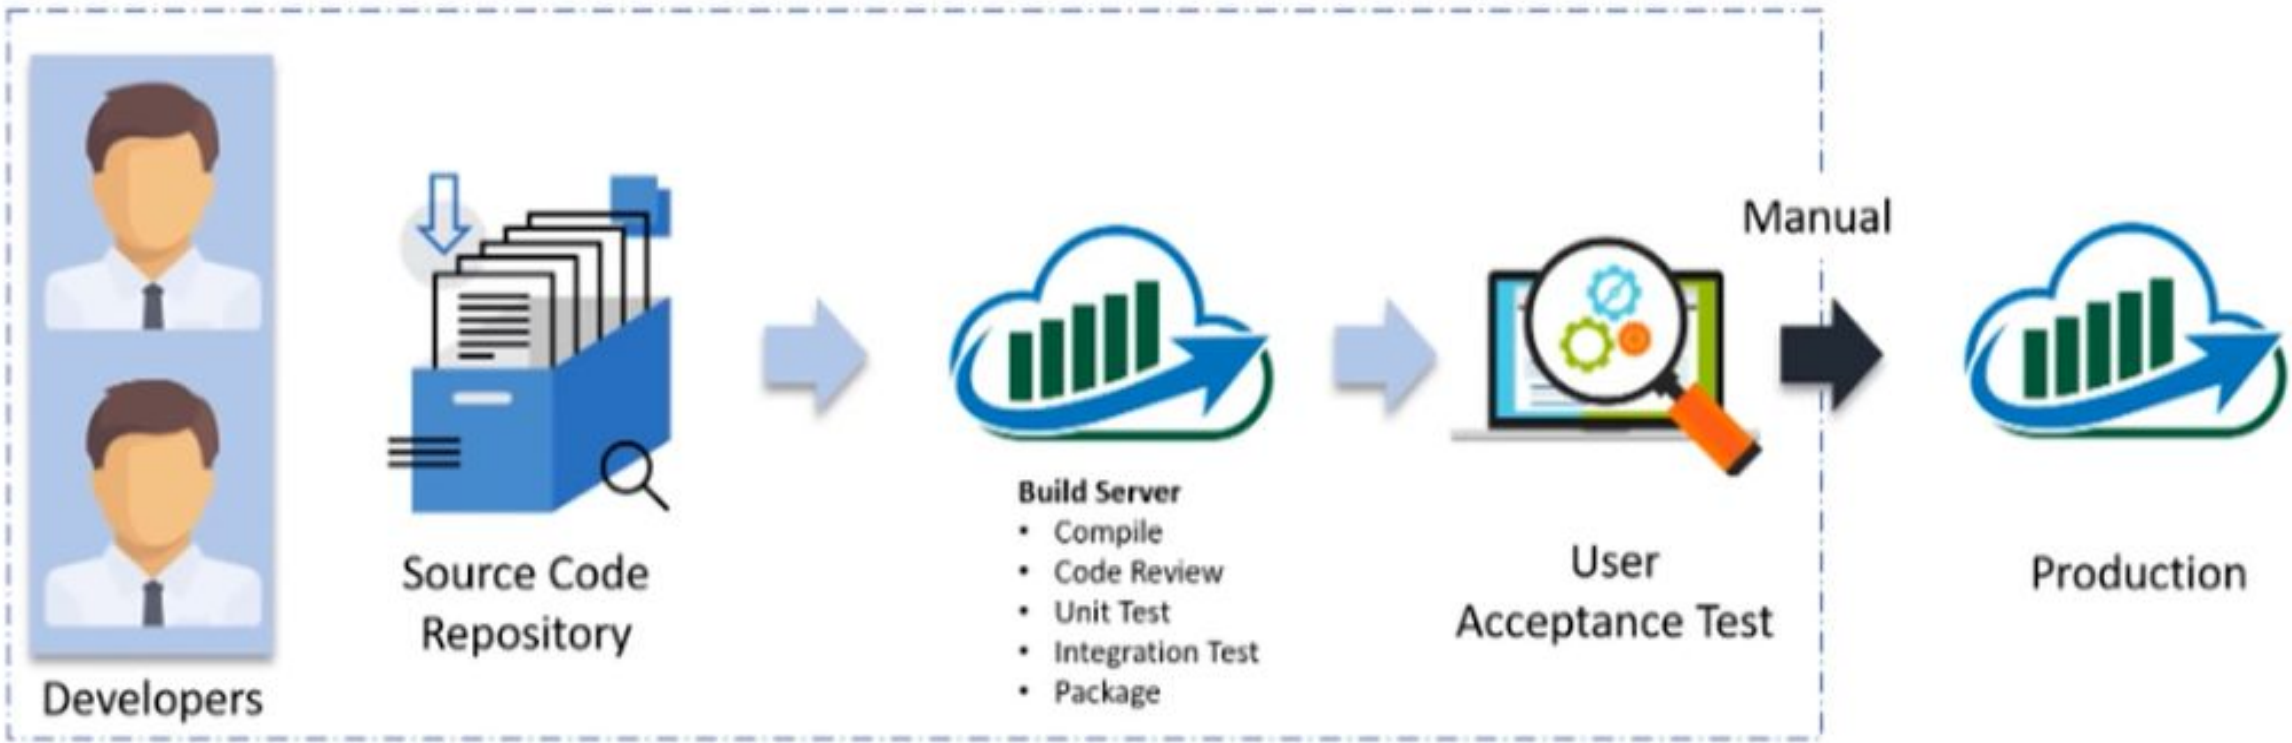 Developers
Source Code
Repository
Build Server
• Compile
• Code Review
• Unit Test
• Integration Test
• Package
User
Acceptance Test
Manual
Production